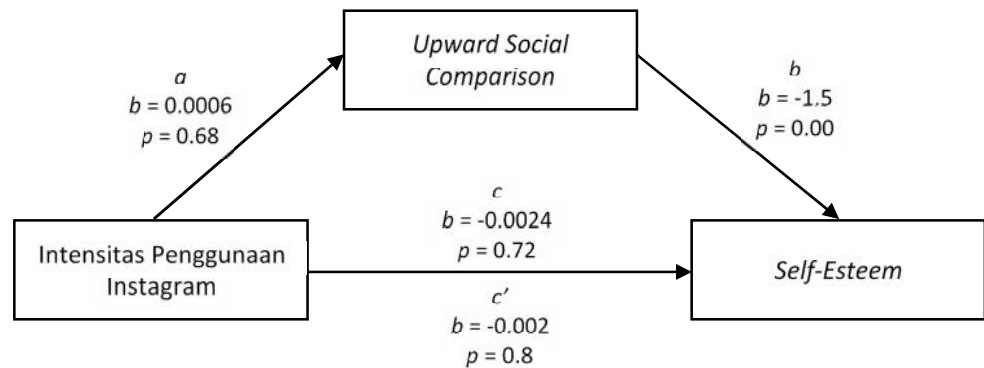 Upward Social
Comparison
a
b = 0.0006
p = 0.68
b
b = -1.5
p = 0.00
Intensitas Penggunaan
Instagram
c
b = -0.0024
p = 0.72
c'
b = -0.002
p = 0.8
Self-Esteem